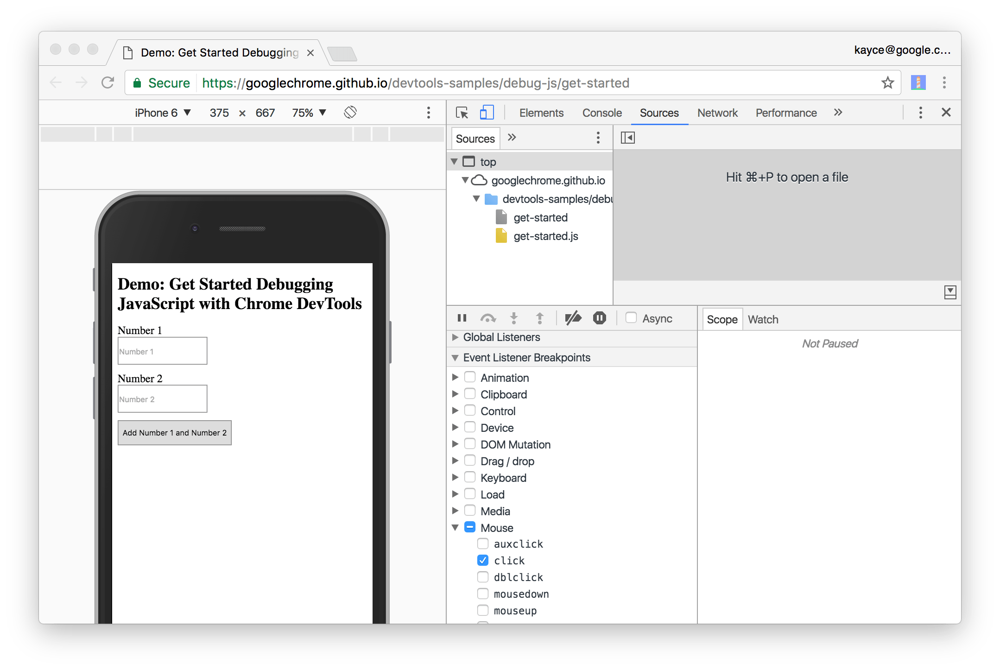 Demo: Get Started Debugging
kayce@google.c...
Secure https://googlechrome.github.io/devtools-samples/debug-js/get-started
iPhone 6 ▼ 375 × 667 75% ▼
Elements Console Sources Network Performance »
Sources »
top
googlechrome.github.io
devtools-samples/debu
get-started
get-started.js
Hit ⌘+P to open a file
Demo: Get Started Debugging
JavaScript with Chrome DevTools
Number 1
Number 1
Number 2
Number 2
Add Number 1 and Number 2
Async
Global Listeners
Event Listener Breakpoints
Animation
Clipboard
Control
Device
DOM Mutation
Drag / drop
Keyboard
Load
Media
Mouse
auxclick
click
dblclick
mousedown
mouseup
Scope Watch
Not Paused